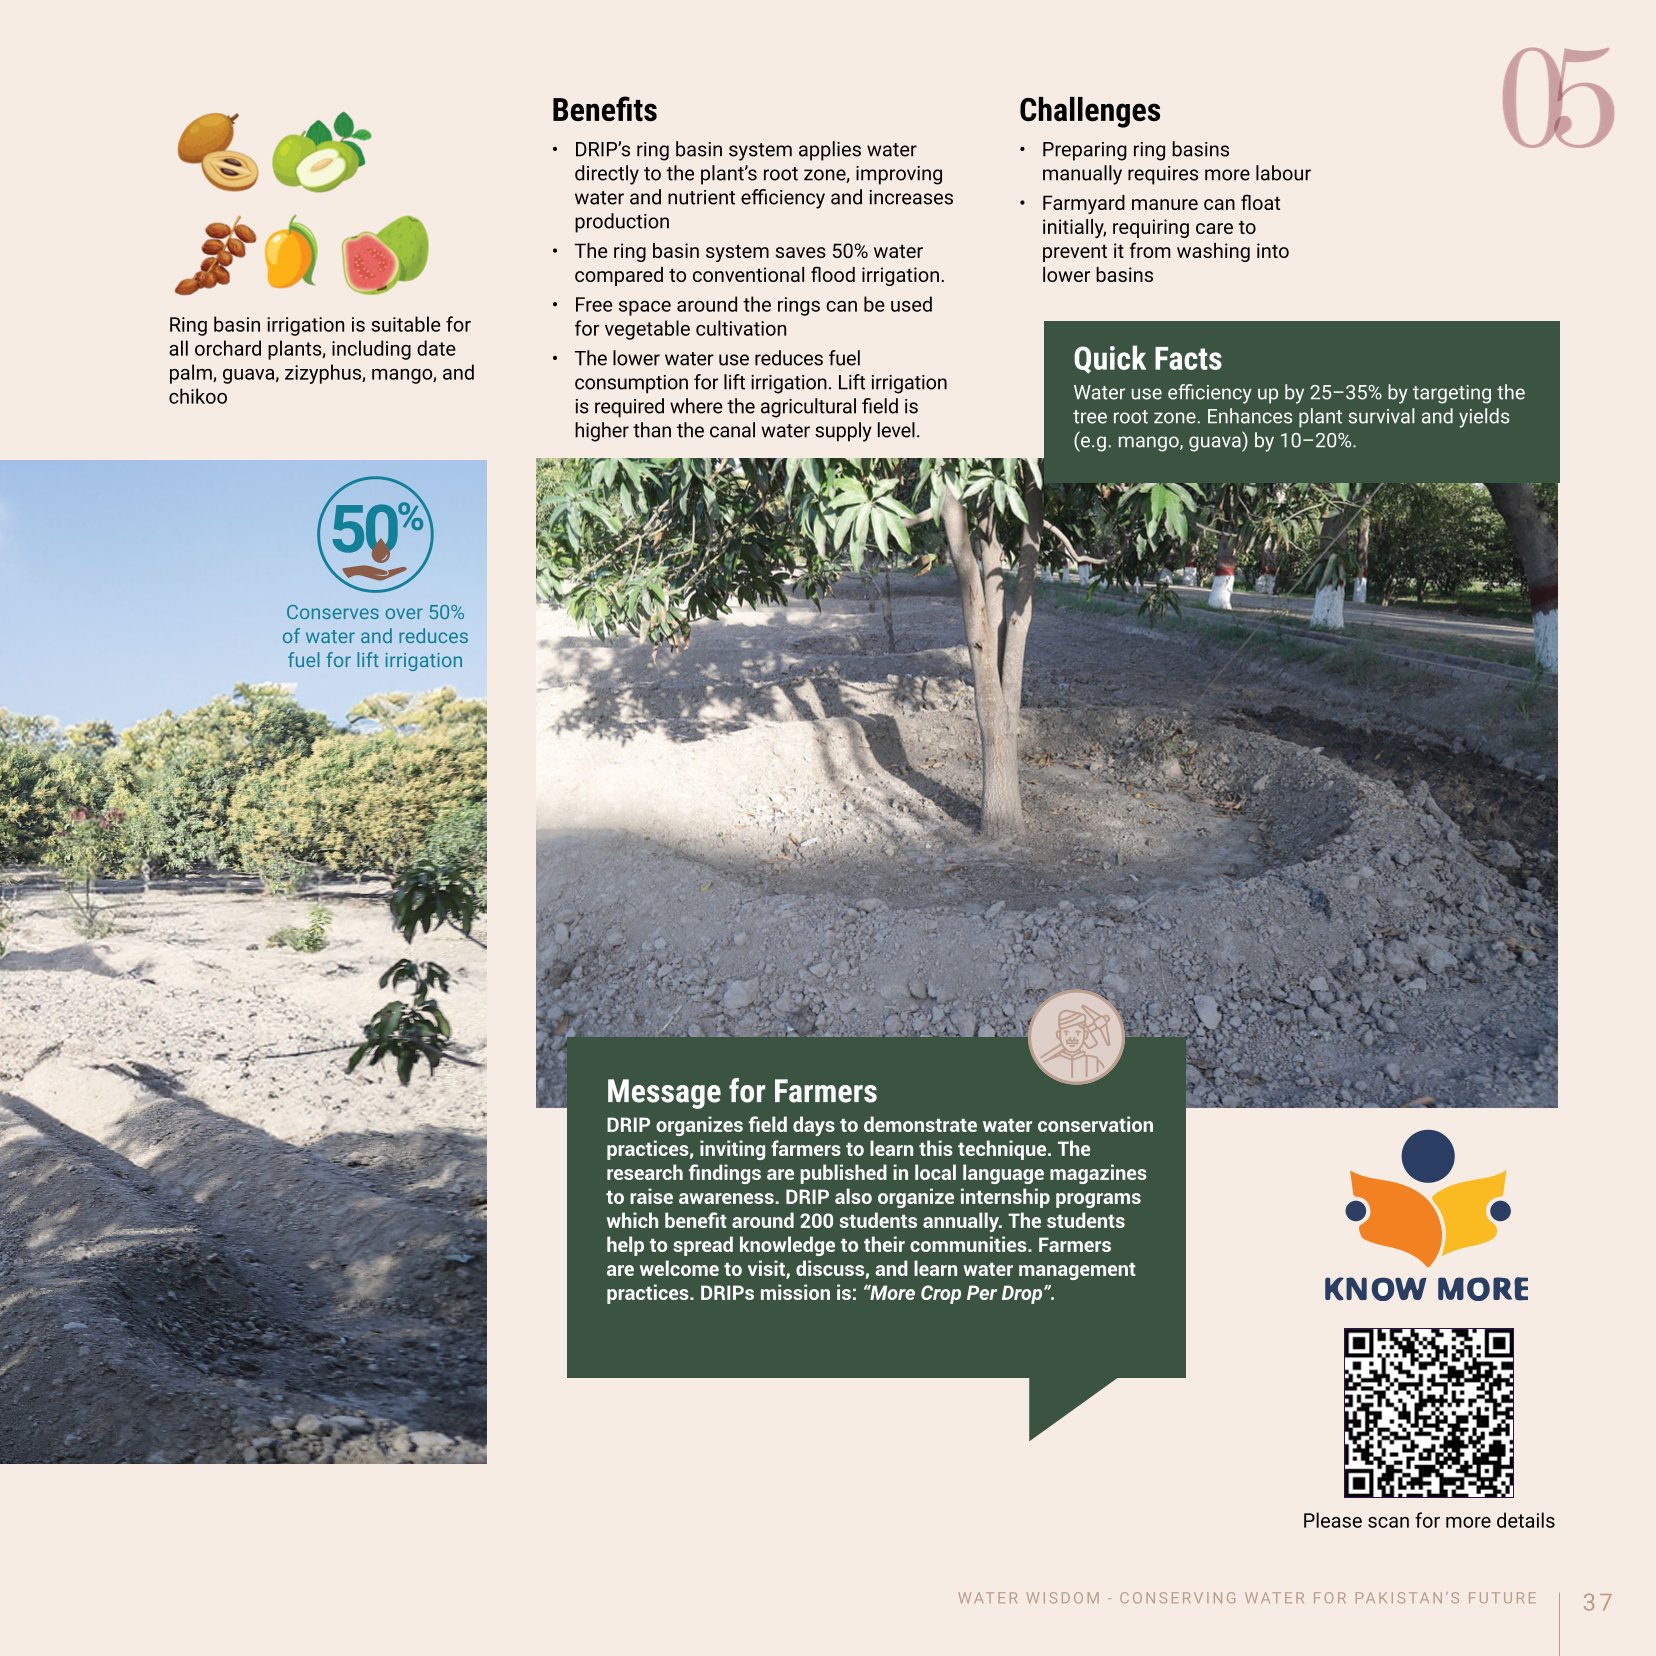 05
Ring basin irrigation is suitable for
all orchard plants, including date
palm, guava, zizyphus, mango, and
chikoo
50%
Conserves over 50%
of water and reduces
fuel for lift irrigation
Benefits
• DRIP’s ring basin system applies water
directly to the plant’s root zone, improving
water and nutrient efficiency and increases
production
• The ring basin system saves 50% water
compared to conventional flood irrigation.
• Free space around the rings can be used
for vegetable cultivation
• The lower water use reduces fuel
consumption for lift irrigation. Lift irrigation
is required where the agricultural field is
higher than the canal water supply level.
Challenges
• Preparing ring basins
manually requires more labour
• Farmyard manure can float
initially, requiring care to
prevent it from washing into
lower basins
Quick Facts
Water use efficiency up by 25–35% by targeting the
tree root zone. Enhances plant survival and yields
(e.g. mango, guava) by 10–20%.
Message for Farmers
DRIP organizes field days to demonstrate water conservation
practices, inviting farmers to learn this technique. The
research findings are published in local language magazines
to raise awareness. DRIP also organize internship programs
which benefit around 200 students annually. The students
help to spread knowledge to their communities. Farmers
are welcome to visit, discuss, and learn water management
practices. DRIPs mission is: “More Crop Per Drop”.
KNOW MORE
Please scan for more details
WATER WISDOM - CONSERVING WATER FOR PAKISTAN’S FUTURE
37